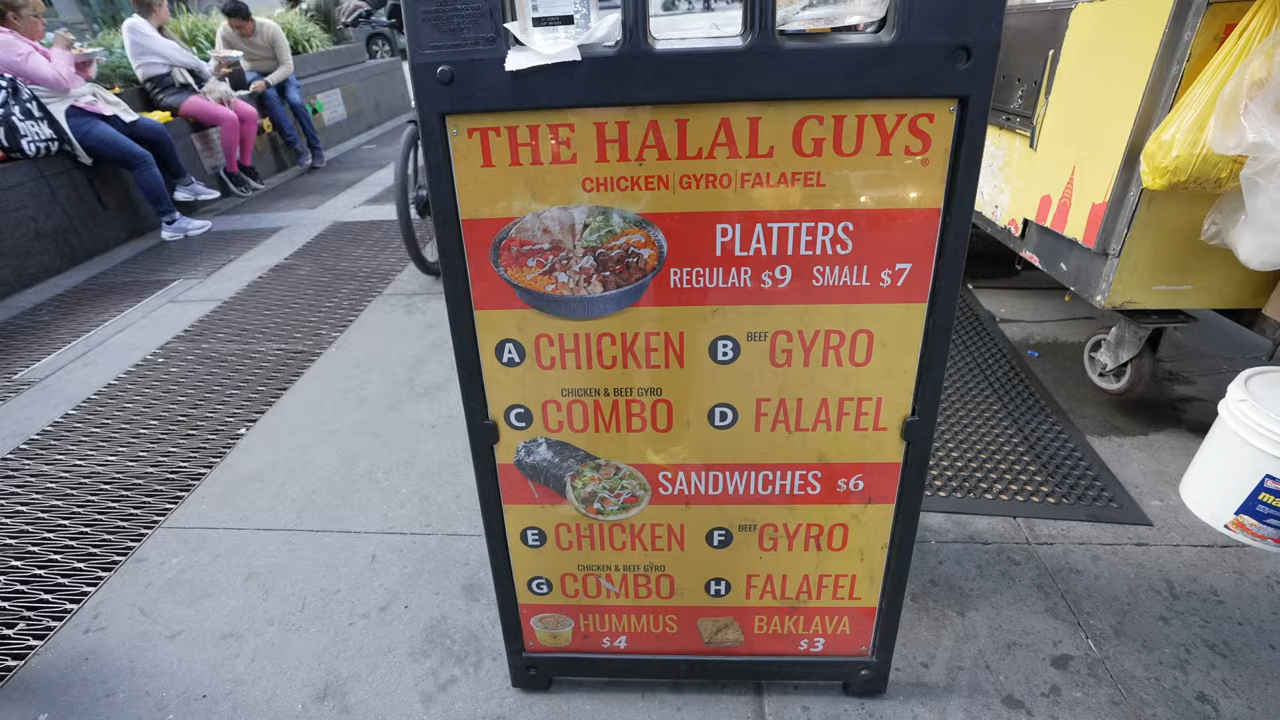 THE HALAL GUYS®
CHICKEN|GYRO|FALAFEL
PLATTERS
REGULAR $9 SMALL $7
A CHICKEN B BEEF GYRO
CHICKEN & BEEF GYRO
C COMBO D FALAFEL
SANDWICHES $6
E CHICKEN F BEEF GYRO
CHICKEN & BEEF GYRO
G COMBO H FALAFEL
HUMMUS BAKLAVA
$4 $3